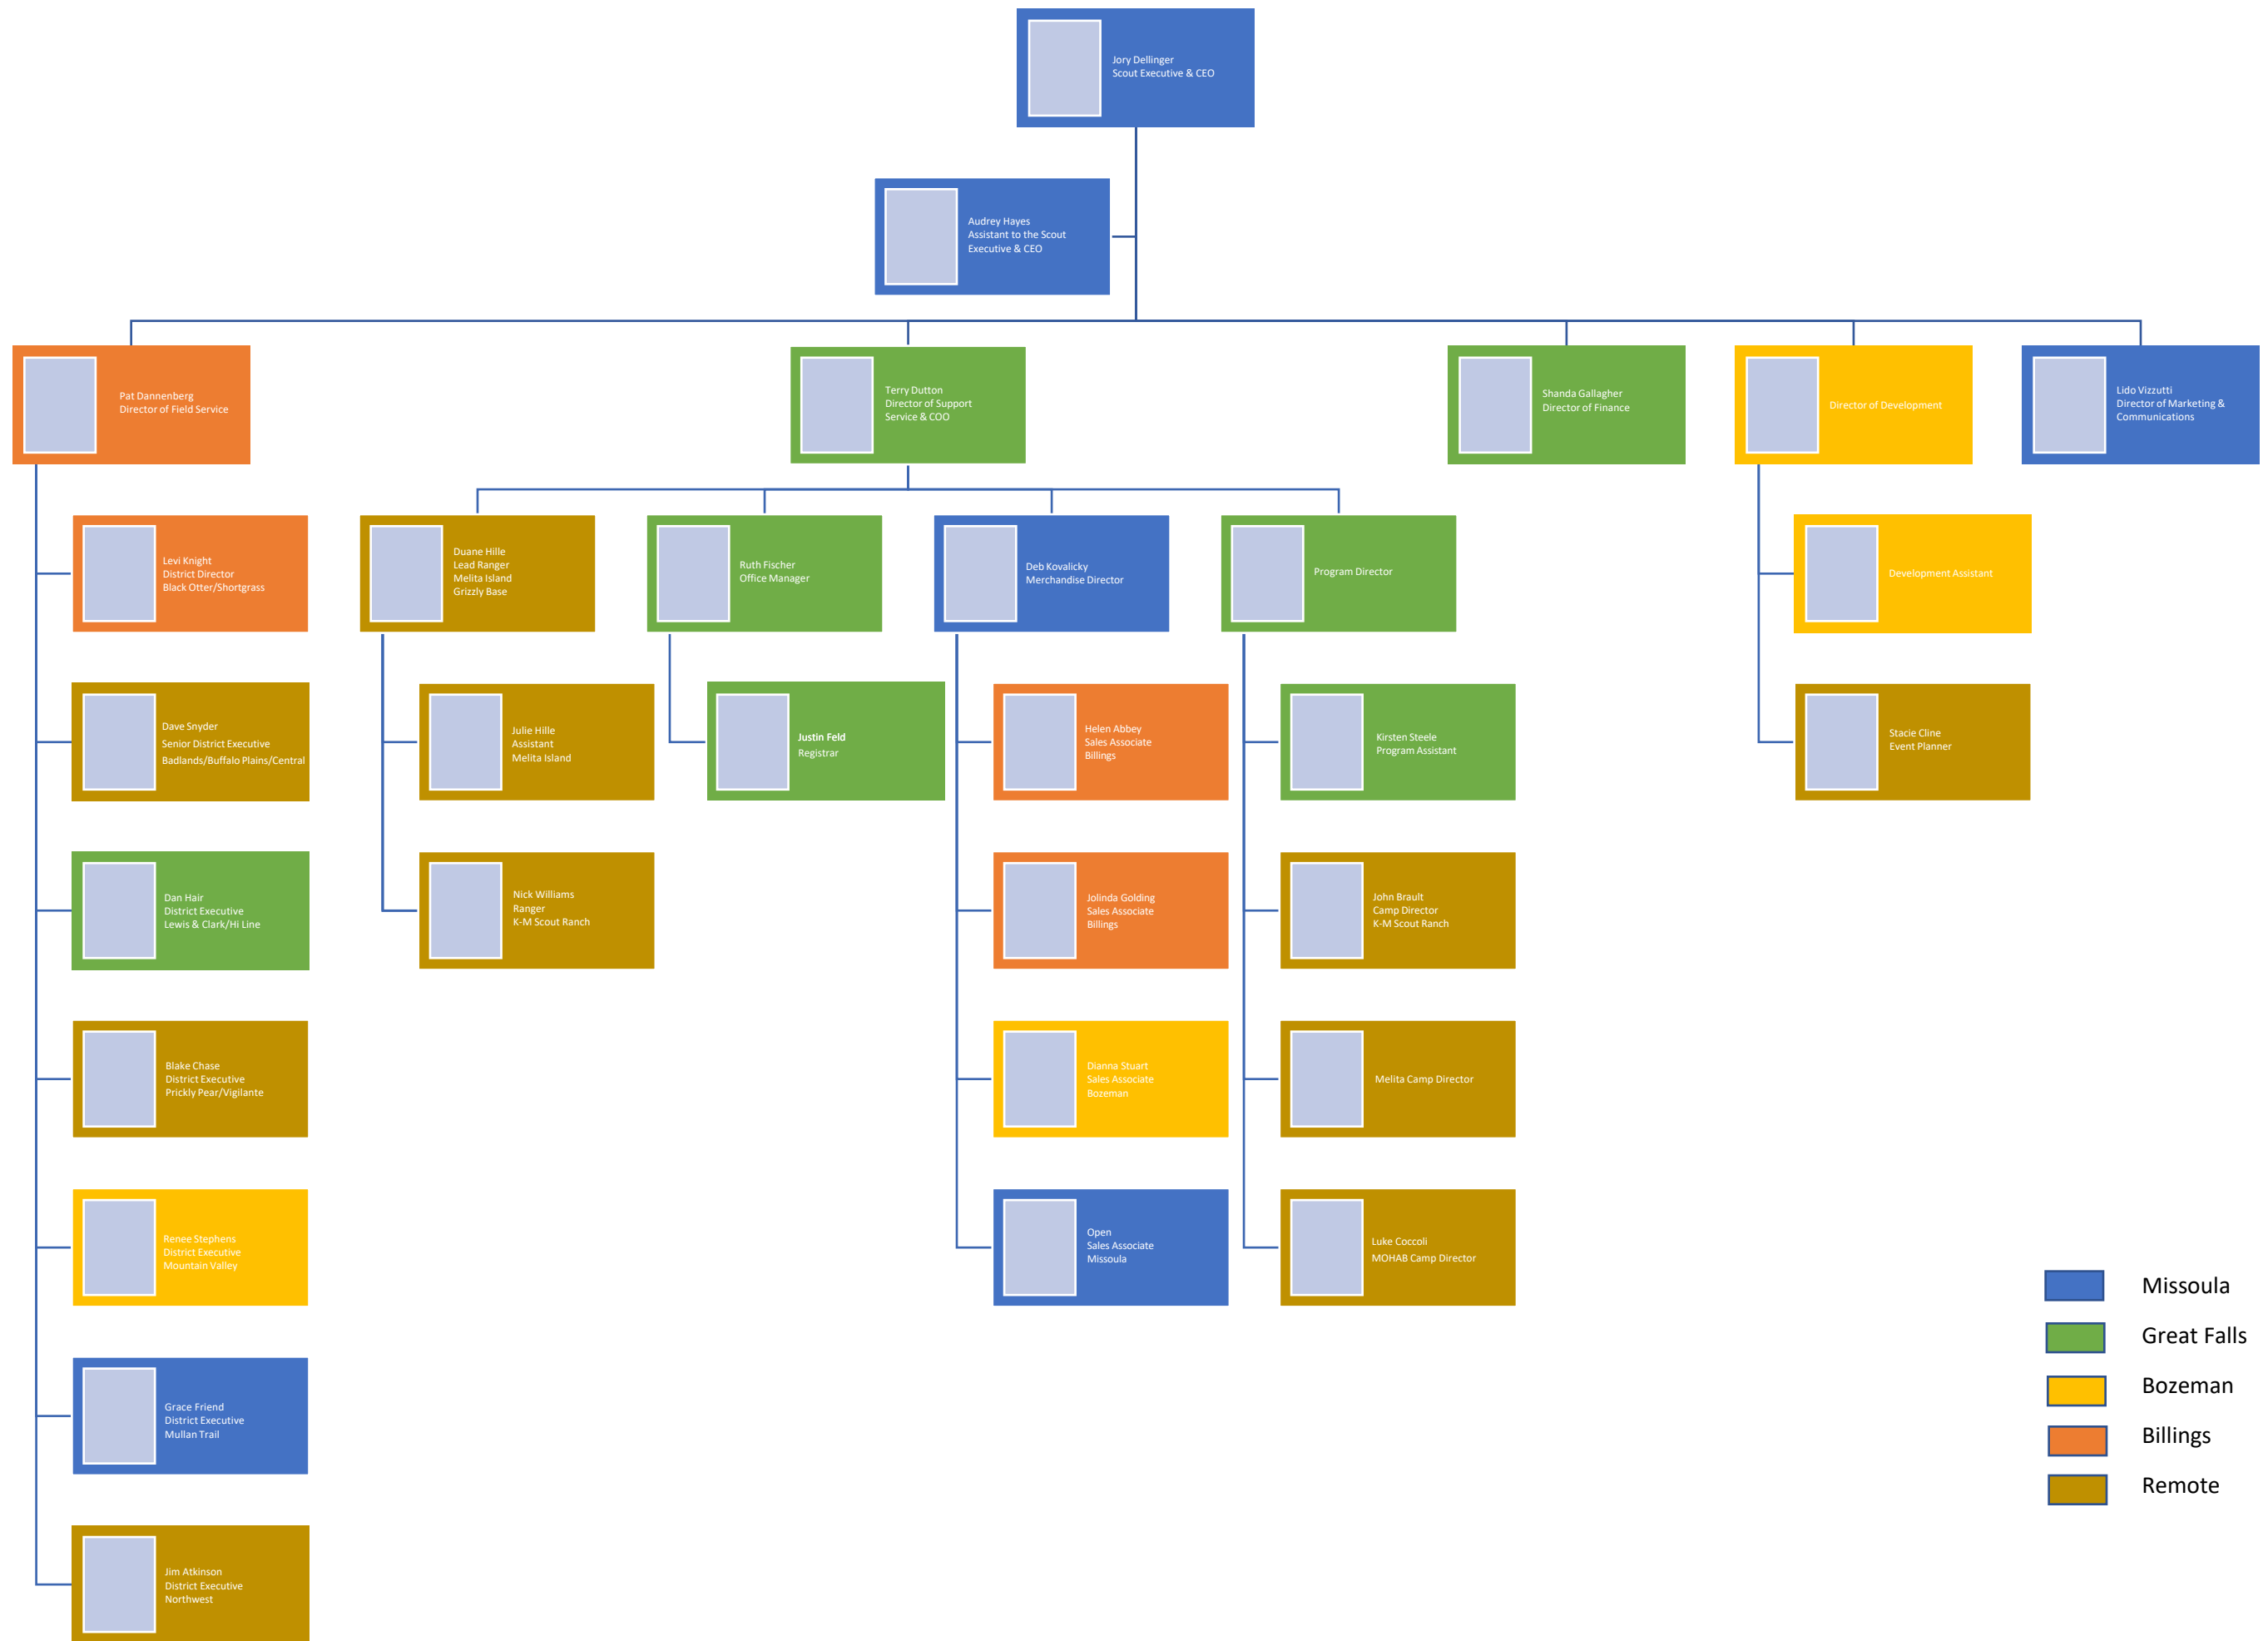 Jory Dellinger
Scout Executive & CEO
Audrey Hayes
Assistant to the Scout
Executive & CEO
Pat Dannenberg
Director of Field Service
Terry Dutton
Director of Support
Service & COO
Shanda Gallagher
Director of Finance
Director of Development
Lido Vizzutti
Director of Marketing &
Communications
Levi Knight
District Director
Black Otter/Shortgrass
Duane Hille
Lead Ranger
Melita Island
Grizzly Base
Ruth Fischer
Office Manager
Deb Kovalicky
Merchandise Director
Program Director
Development Assistant
Dave Snyder
Senior District Executive
Badlands/Buffalo Plains/Central
Julie Hille
Assistant
Melita Island
Justin Feld
Registrar
Helen Abbey
Sales Associate
Billings
Kirsten Steele
Program Assistant
Stacie Cline
Event Planner
Dan Hair
District Executive
Lewis & Clark/Hi Line
Nick Williams
Ranger
K-M Scout Ranch
Jolinda Golding
Sales Associate
Billings
John Brault
Camp Director
K-M Scout Ranch
Blake Chase
District Executive
Prickly Pear/Vigilante
Dianna Stuart
Sales Associate
Bozeman
Melita Camp Director
Renee Stephens
District Executive
Mountain Valley
Open
Sales Associate
Missoula
Luke Coccoli
MOHAB Camp Director
Grace Friend
District Executive
Mullan Trail
Jim Atkinson
District Executive
Northwest
Missoula
Great Falls
Bozeman
Billings
Remote